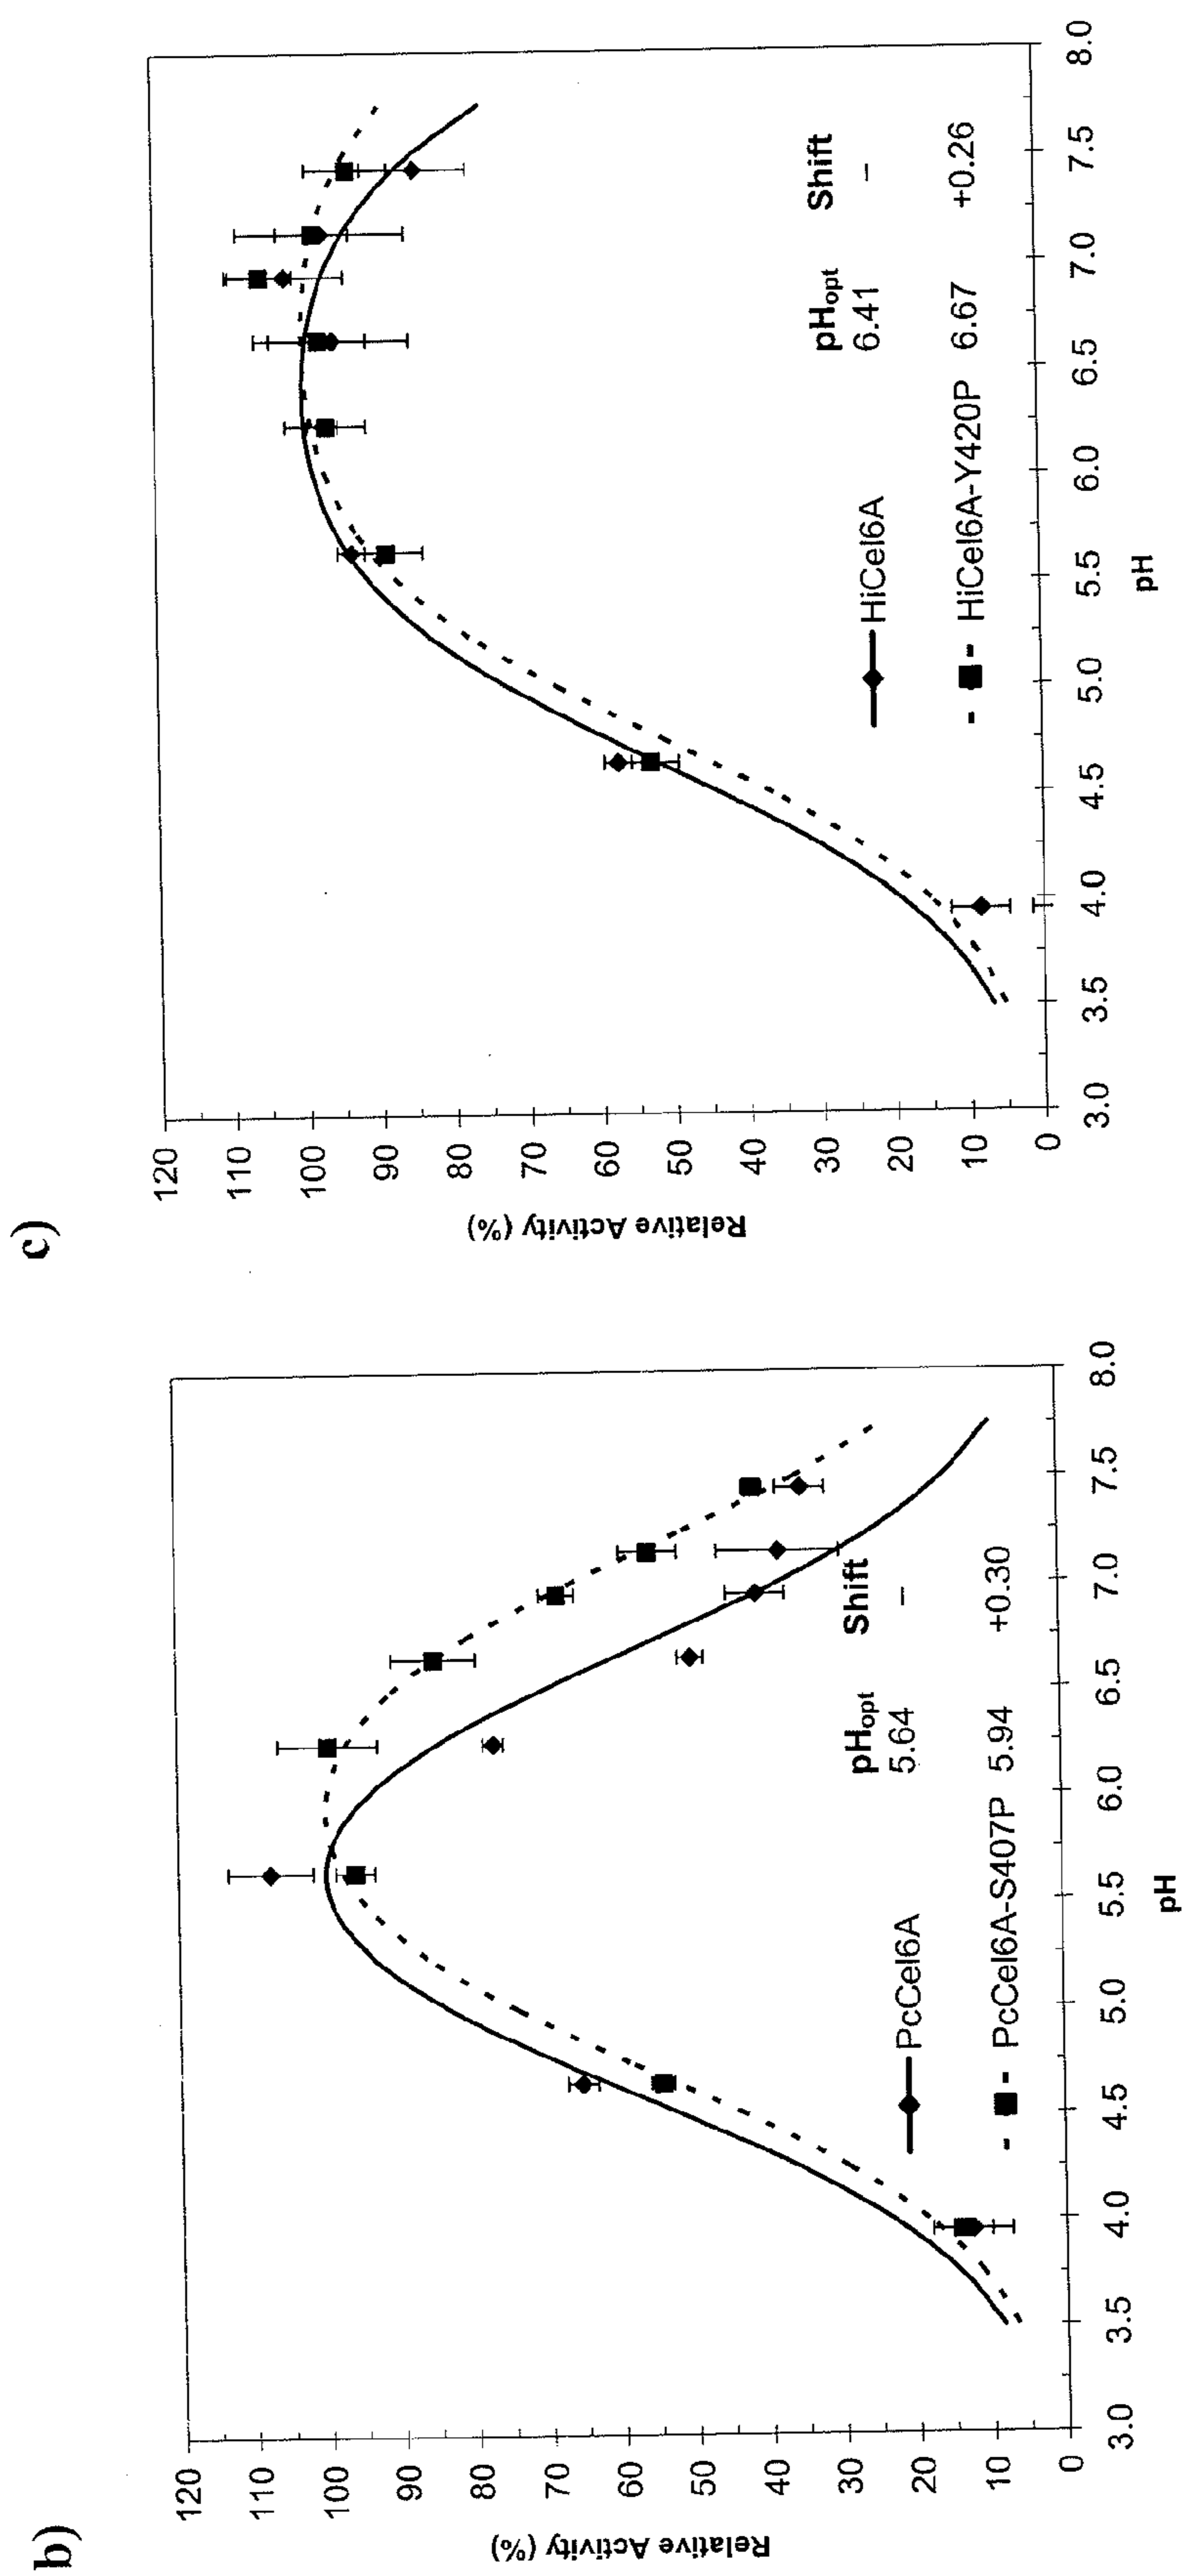 b)
Relative Activity (%)
120
110
100
90
80
70
60
50
40
30
20
10
0
3.0 3.5 4.0 4.5 5.0 5.5 6.0 6.5 7.0 7.5 8.0
pH
pHopt Shift
PcCel6A 5.64 –
PcCel6A-S407P 5.94 +0.30
c)
Relative Activity (%)
120
110
100
90
80
70
60
50
40
30
20
10
0
3.0 3.5 4.0 4.5 5.0 5.5 6.0 6.5 7.0 7.5 8.0
pH
pHopt Shift
HiCel6A 6.41 –
HiCel6A-Y420P 6.67 +0.26